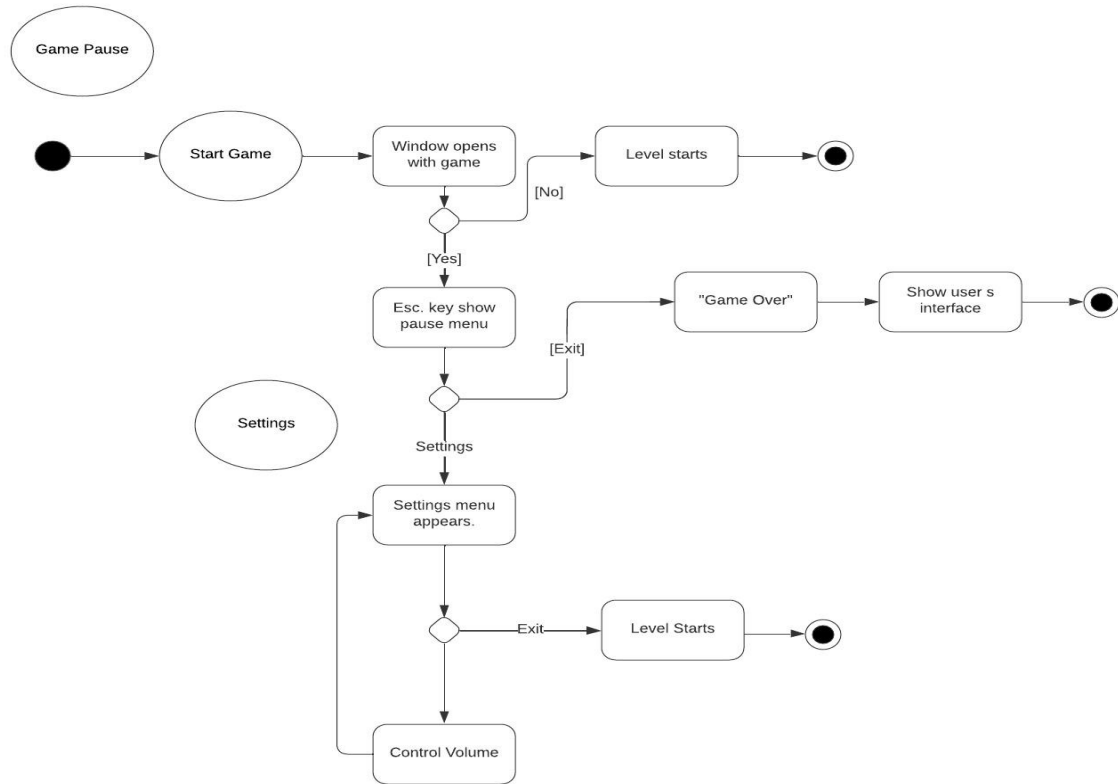 Game Pause
Start Game
Window opens
with game
Level starts
[No]
[Yes]
Esc. key show
pause menu
"Game Over"
Show user s
interface
[Exit]
Settings
Settings
Settings menu
appears.
Exit
Level Starts
Control Volume